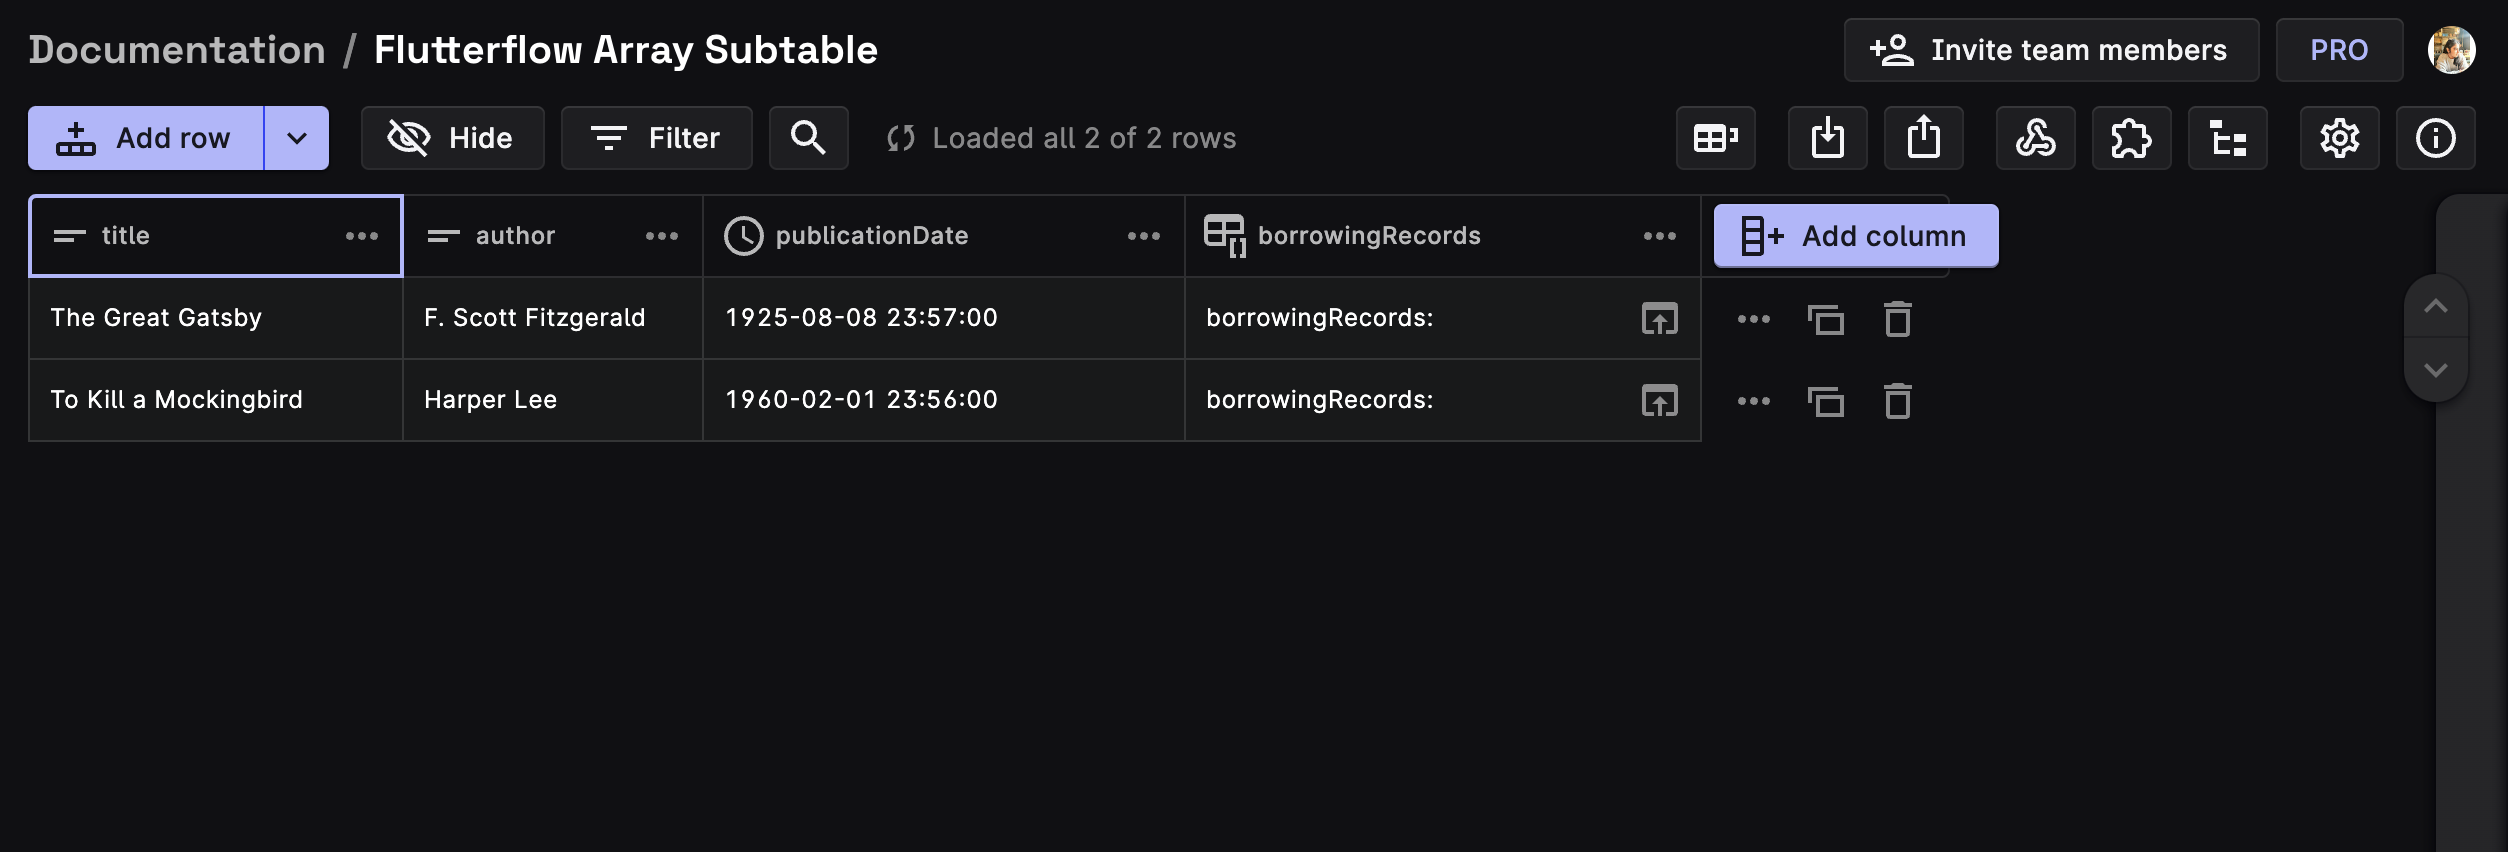 Documentation / Flutterflow Array Subtable
Invite team members
PRO
Add row
Hide
Filter
Loaded all 2 of 2 rows
title
author
publicationDate
borrowingRecords
Add column
The Great Gatsby
F. Scott Fitzgerald
1925-08-08 23:57:00
borrowingRecords:
To Kill a Mockingbird
Harper Lee
1960-02-01 23:56:00
borrowingRecords: